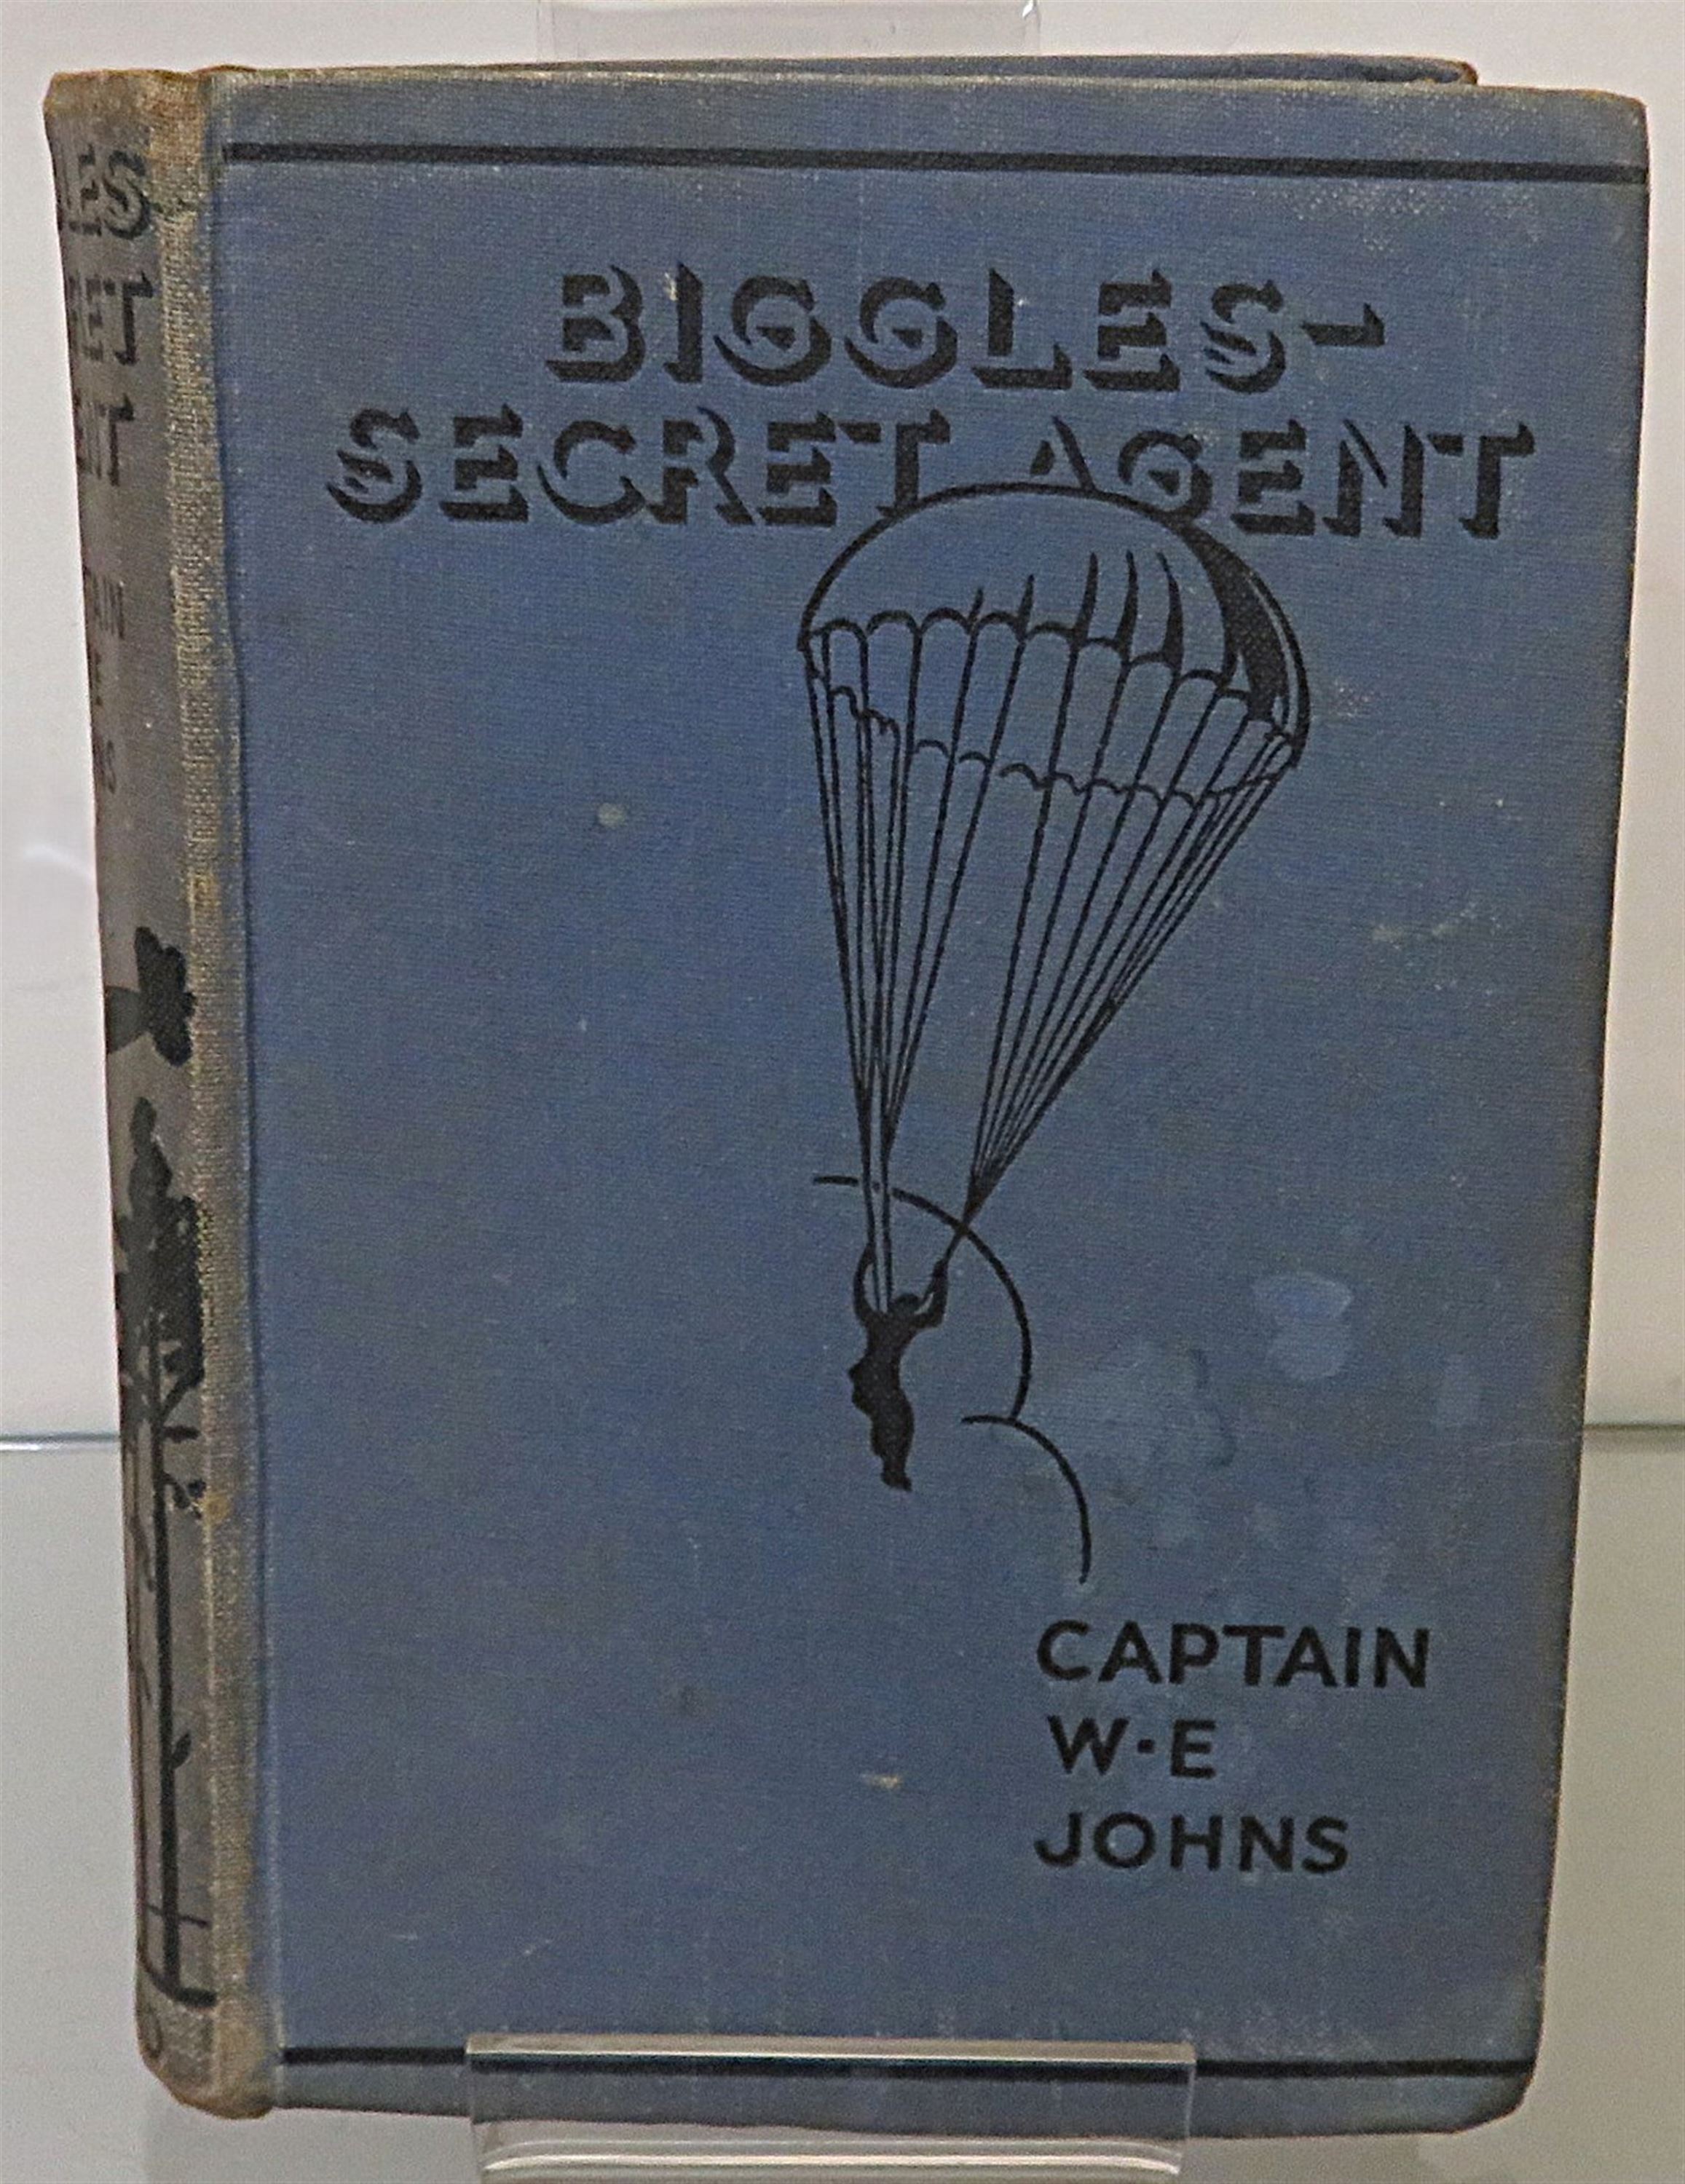 BIGGLES-
SECRET AGENT
CAPTAIN
W·E
JOHNS